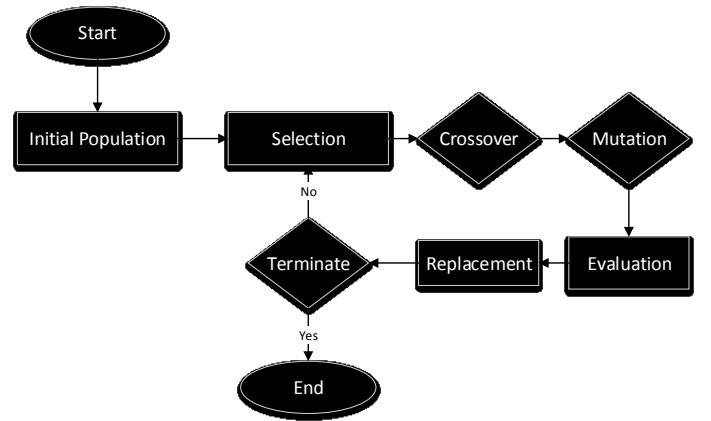 Start
Initial Population
Selection
Crossover
Mutation
No
Terminate
Replacement
Evaluation
Yes
End